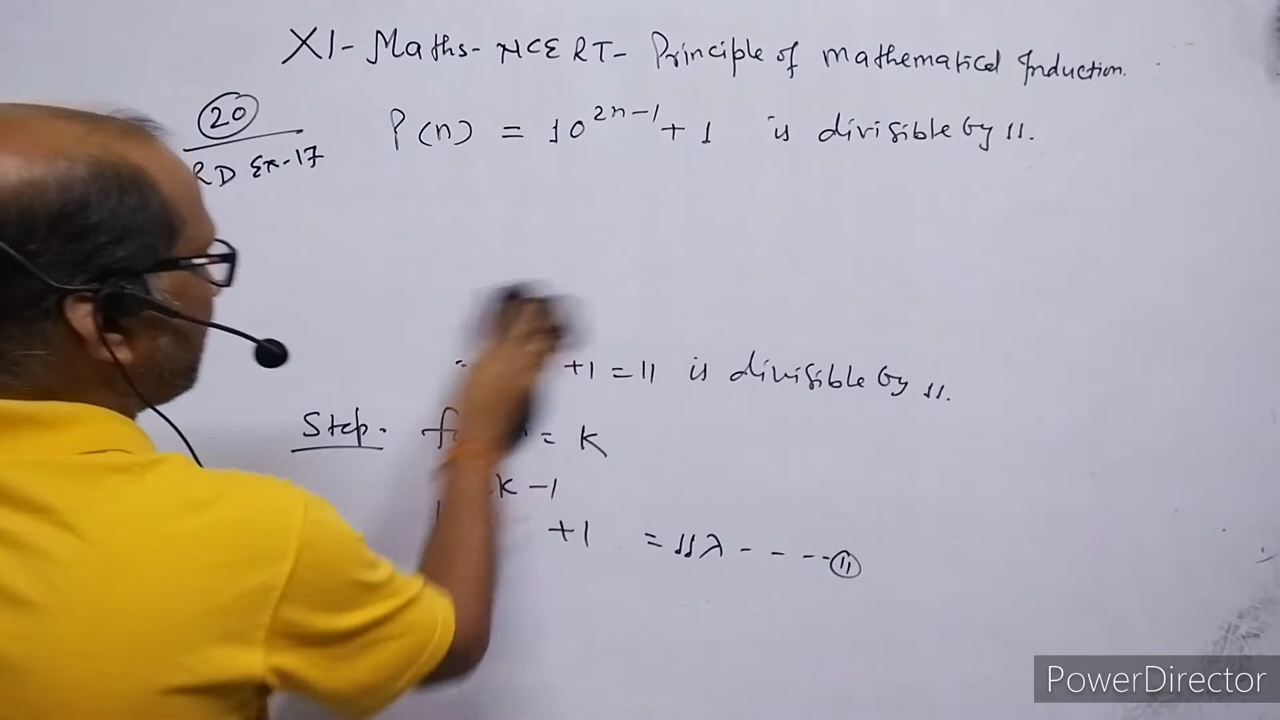 XI - Maths - NCERT - Principle of mathematical Induction.
20 P(n) = 10^{2n-1} + 1 is divisible by 11.
RD Ex-17
+1 = 11 is divisible by 11.
Step. = K
K - 1
+1 = 11λ - - - - (11)
PowerDirector